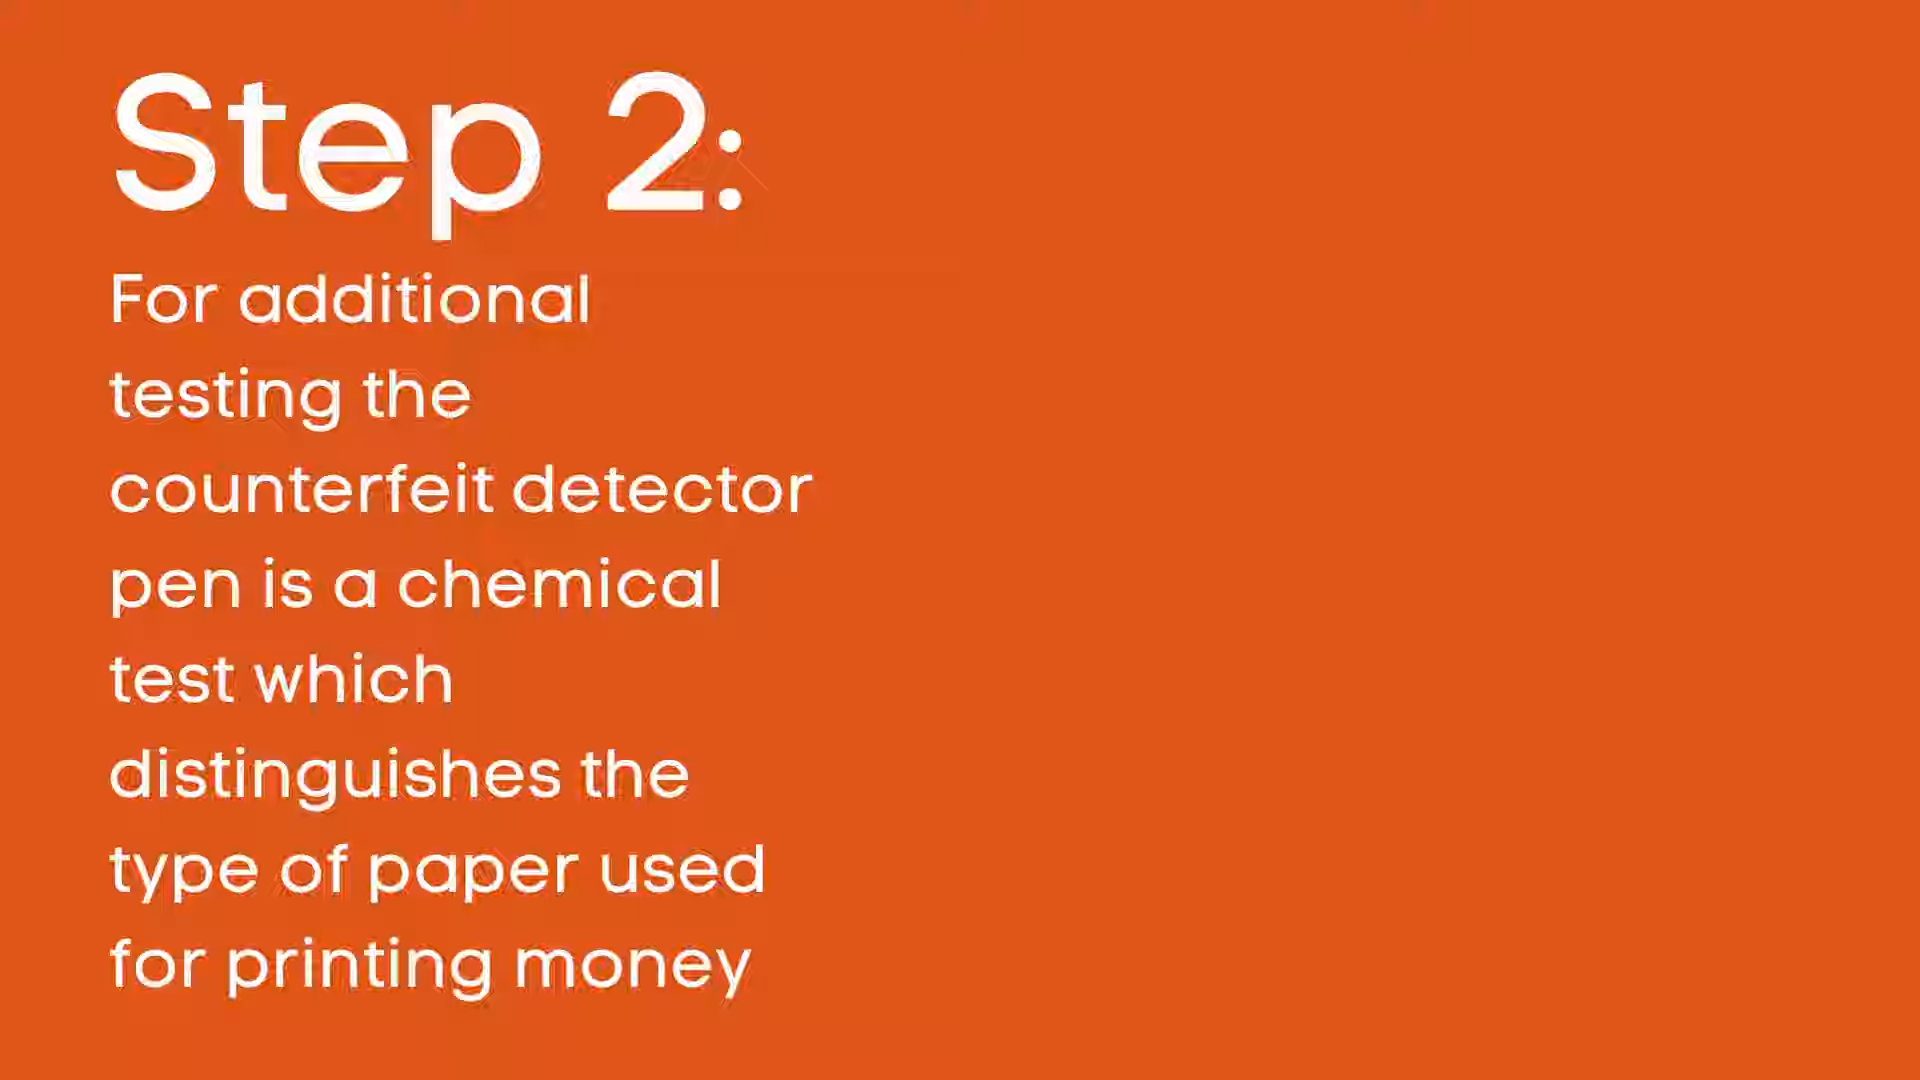 Step 2:
For additional
testing the
counterfeit detector
pen is a chemical
test which
distinguishes the
type of paper used
for printing money